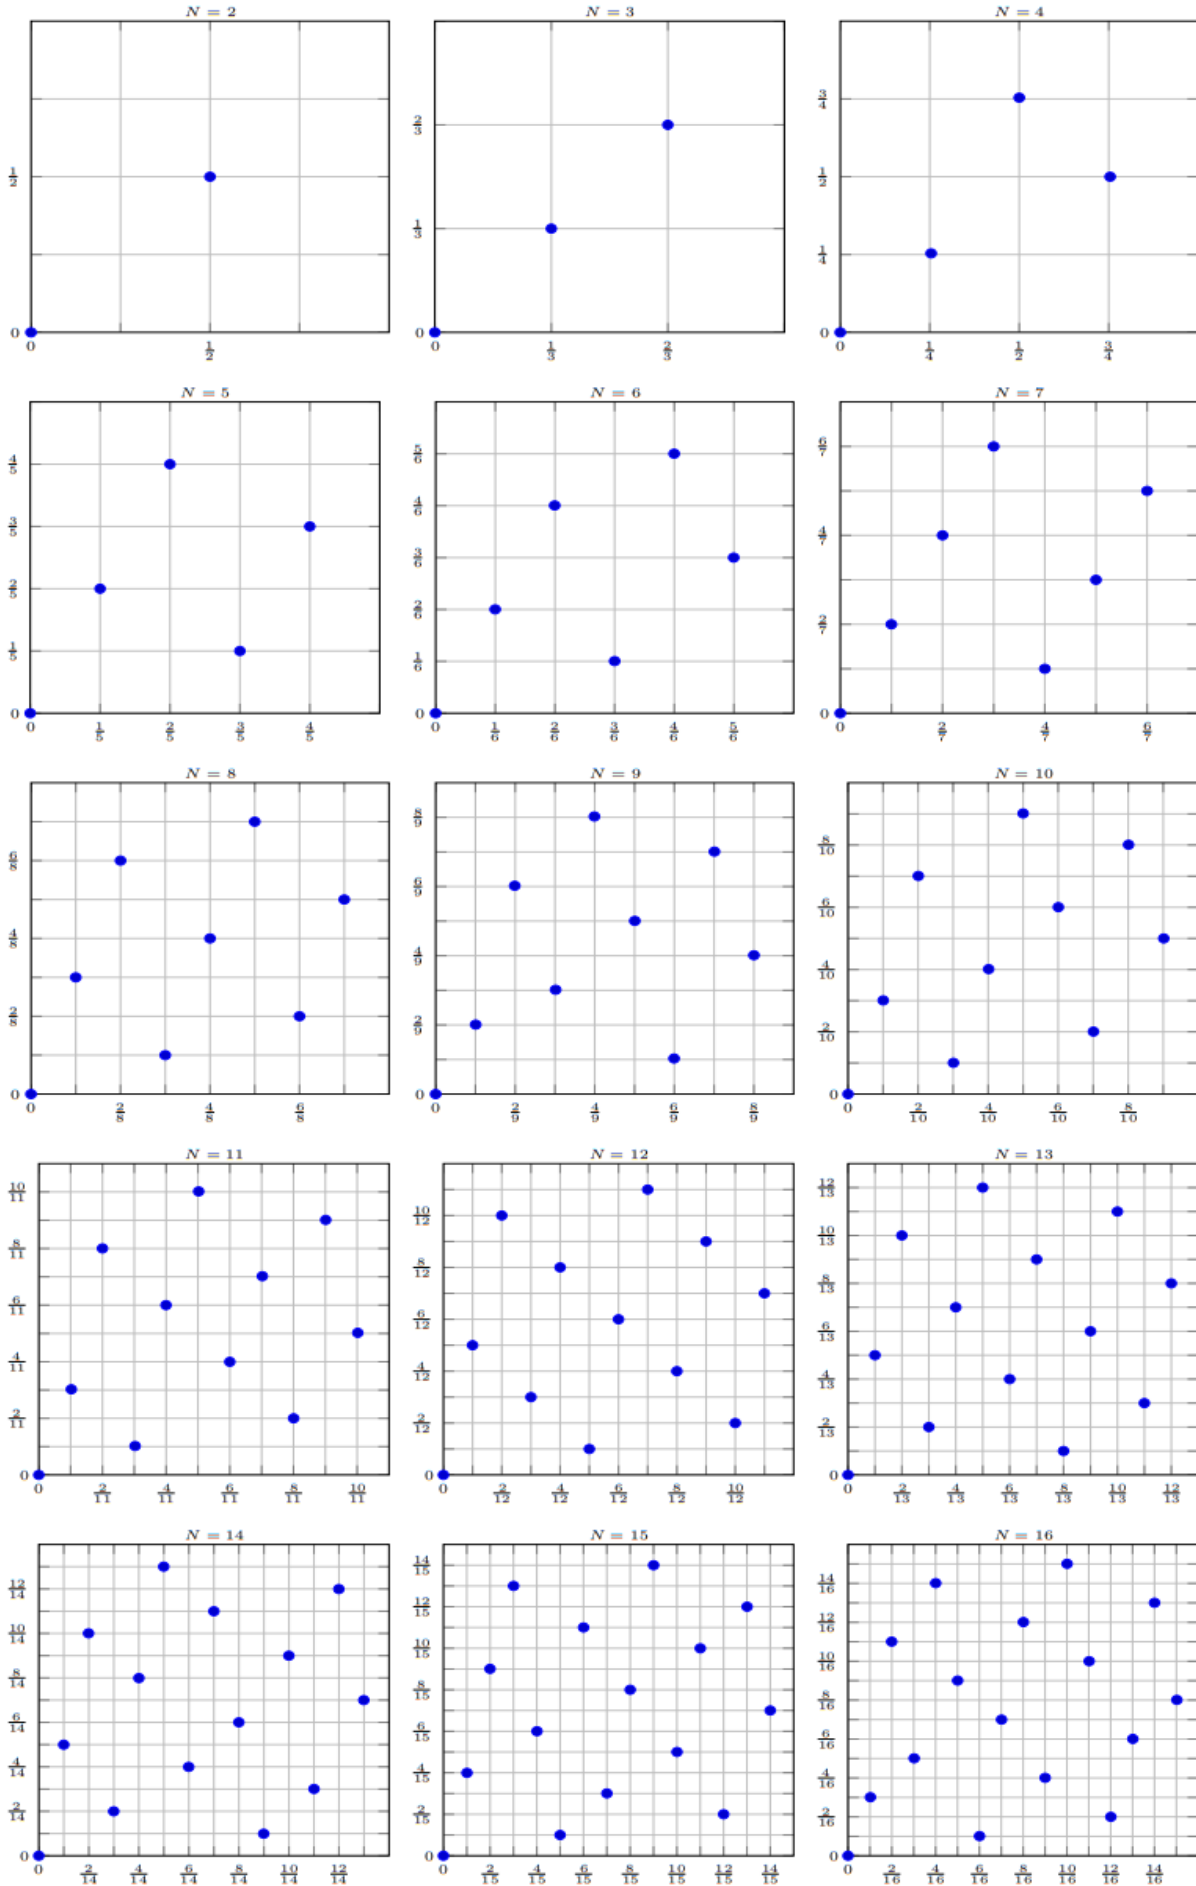 N = 2 N = 3 N = 4
1/2 2/3 1/3 3/4 1/2 1/4
0 0 0
0 1/2 0 1/3 2/3 0 1/4 1/2 3/4
N = 5 N = 6 N = 7
4/5 3/5 2/5 1/5 5/6 4/6 3/6 2/6 1/6 6/7 4/7 2/7
0 0 0
0 1/5 2/5 3/5 4/5 0 1/6 2/6 3/6 4/6 5/6 0 2/7 4/7 6/7
N = 8 N = 9 N = 10
6/8 4/8 2/8 8/9 6/9 4/9 2/9 8/10 6/10 4/10 2/10
0 0 0
0 2/8 4/8 6/8 0 2/9 4/9 6/9 8/9 0 2/10 4/10 6/10 8/10
N = 11 N = 12 N = 13
10/11 8/11 6/11 4/11 2/11 10/12 8/12 6/12 4/12 2/12 12/13 10/13 8/13 6/13 4/13 2/13
0 0 0
0 2/11 4/11 6/11 8/11 10/11 0 2/12 4/12 6/12 8/12 10/12 0 2/13 4/13 6/13 8/13 10/13 12/13
N = 14 N = 15 N = 16
12/14 10/14 8/14 6/14 4/14 2/14 14/15 12/15 10/15 8/15 6/15 4/15 2/15 14/16 12/16 10/16 8/16 6/16 4/16 2/16
0 0 0
0 2/14 4/14 6/14 8/14 10/14 12/14 0 2/15 4/15 6/15 8/15 10/15 12/15 14/15 0 2/16 4/16 6/16 8/16 10/16 12/16 14/16